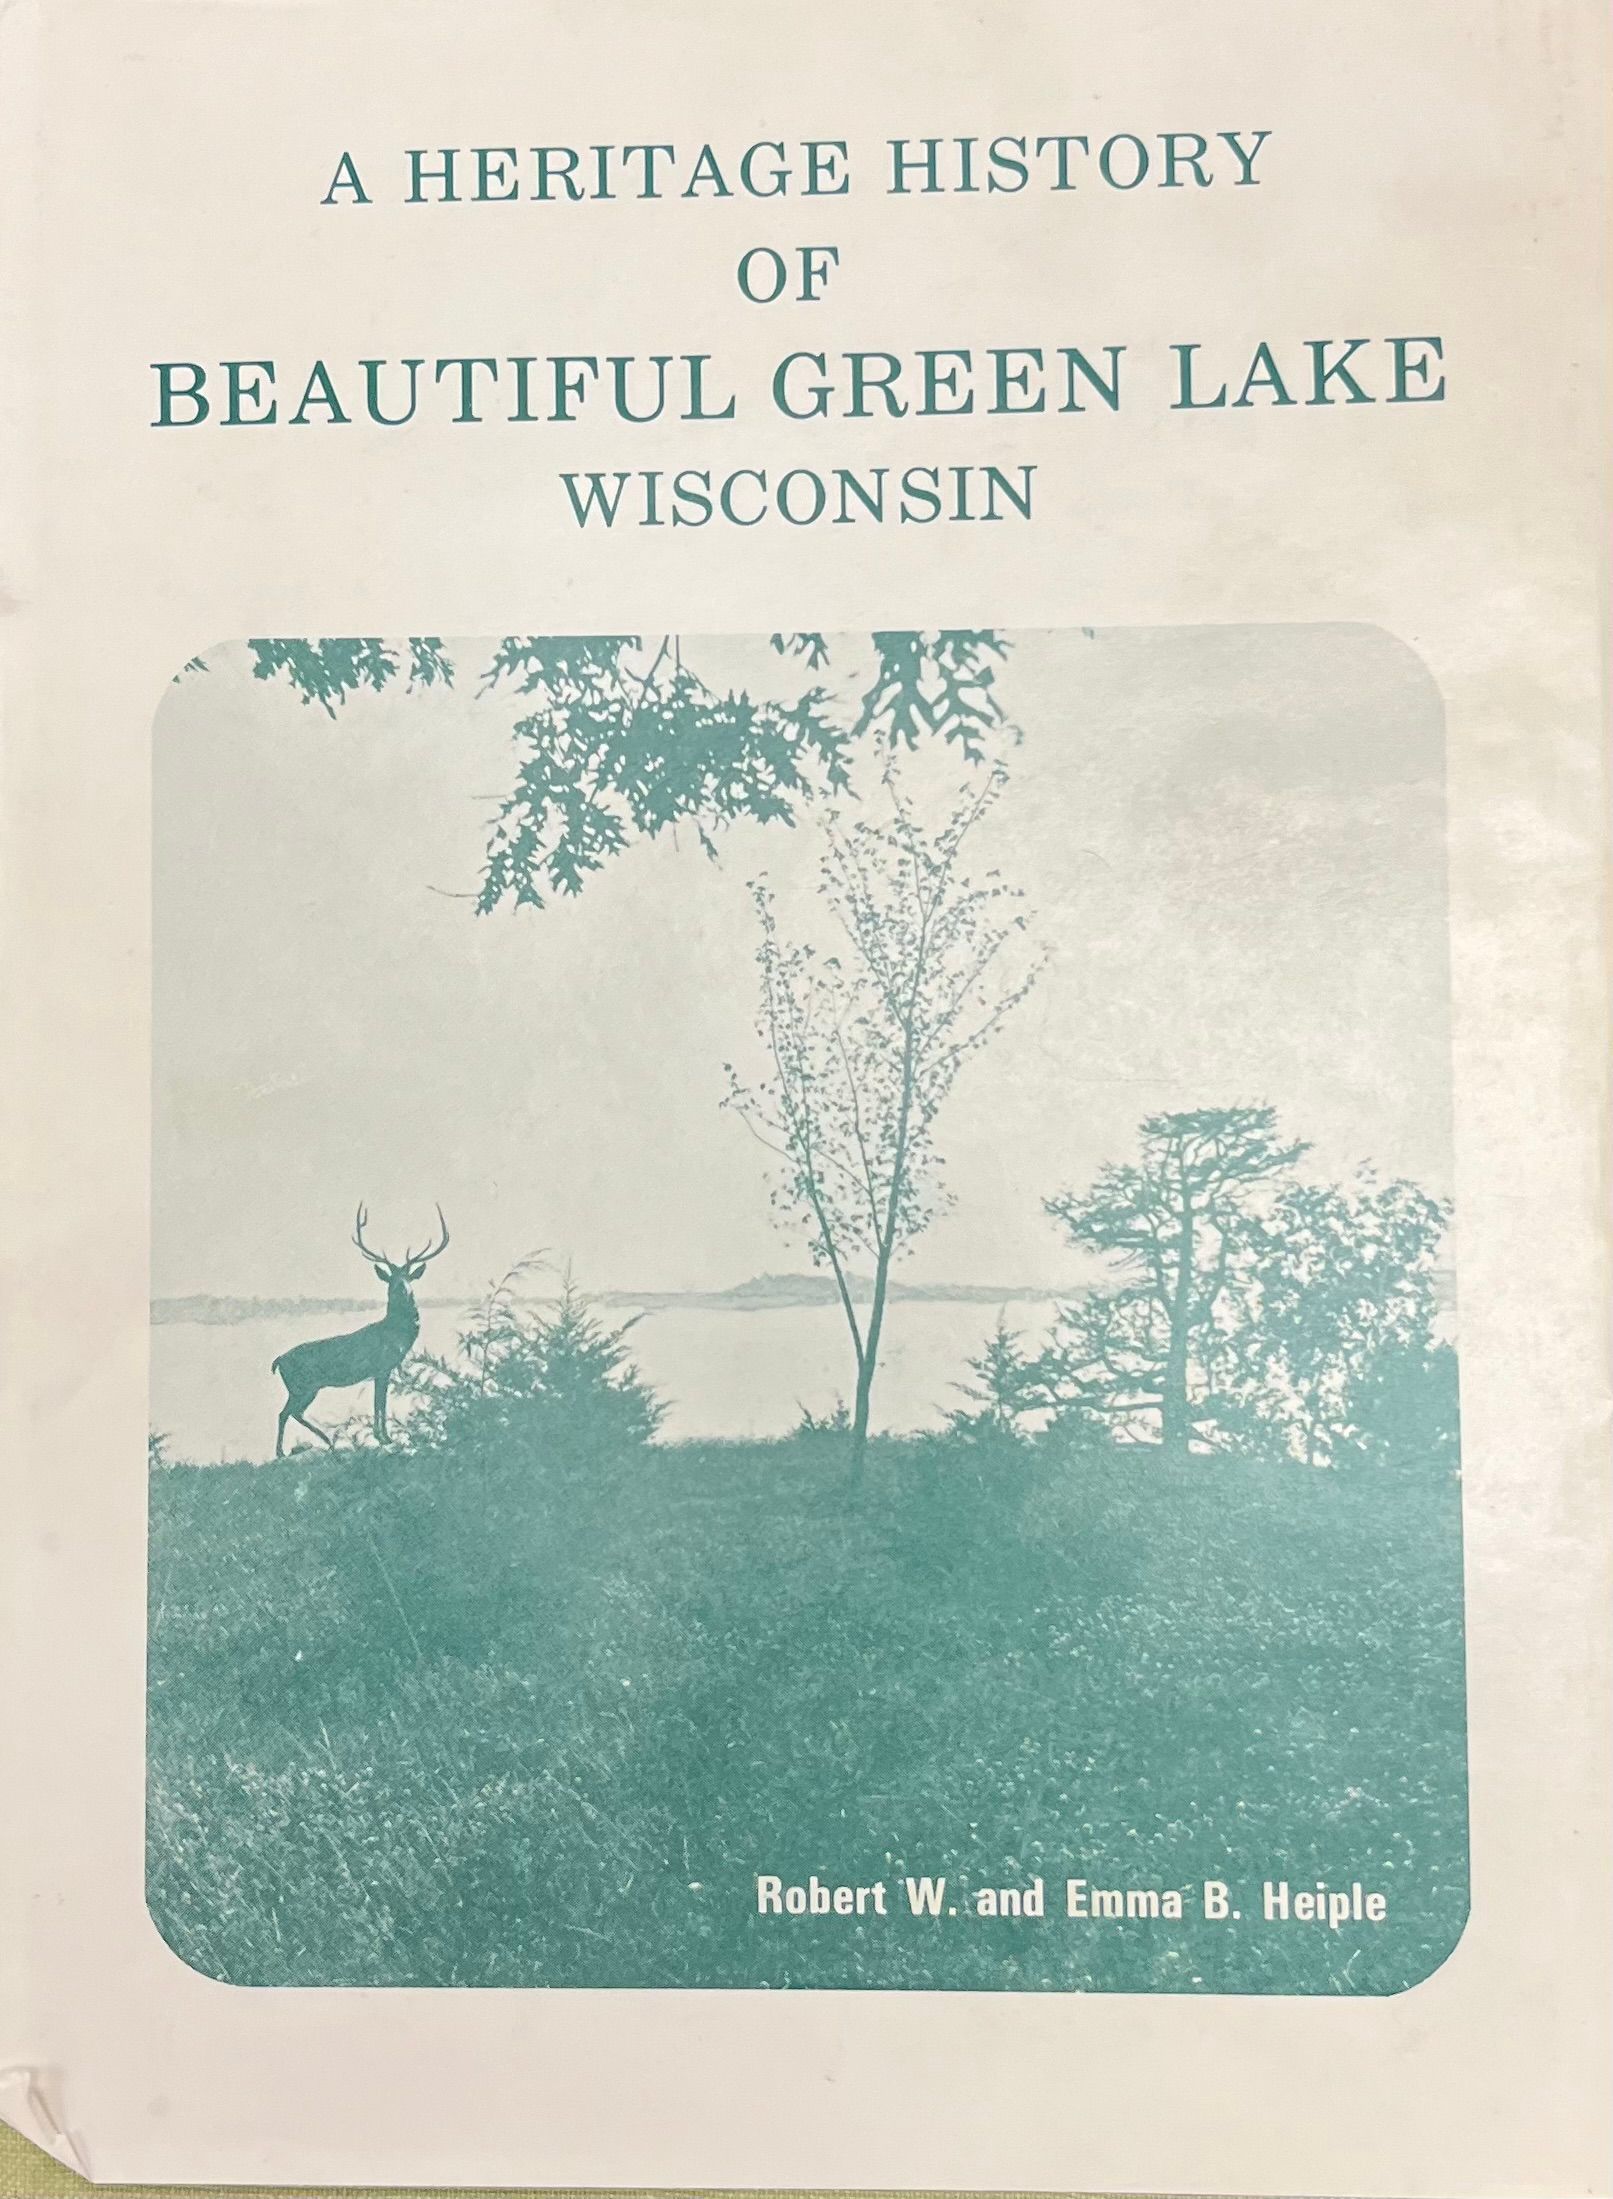 A HERITAGE HISTORY
OF
BEAUTIFUL GREEN LAKE
WISCONSIN
Robert W. and Emma B. Heiple